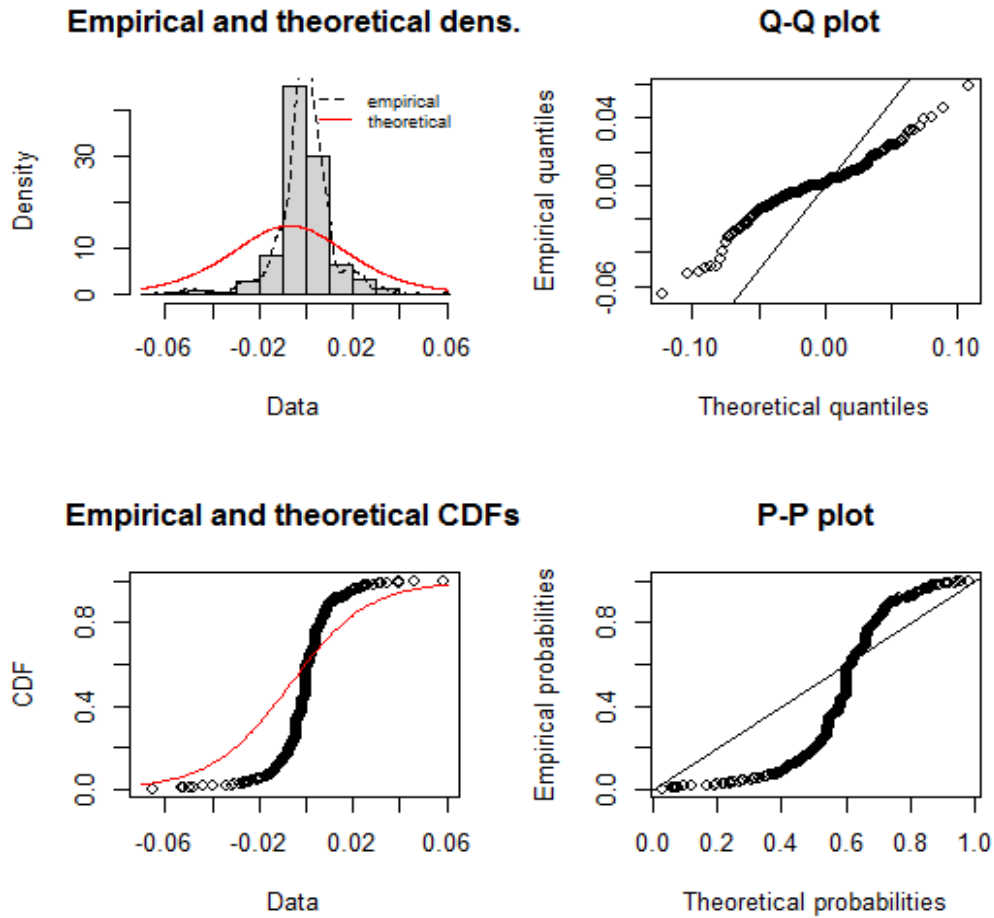 Empirical and theoretical dens.
Density
0
10
30
empirical
theoretical
-0.06
-0.02
0.02
0.06
Data
Q-Q plot
Empirical quantiles
-0.06
0.00
0.04
-0.10
0.00
0.10
Theoretical quantiles
Empirical and theoretical CDFs
CDF
0.0
0.4
0.8
-0.06
-0.02
0.02
0.06
Data
P-P plot
Empirical probabilities
0.0
0.4
0.8
0.0
0.2
0.4
0.6
0.8
1.0
Theoretical probabilities